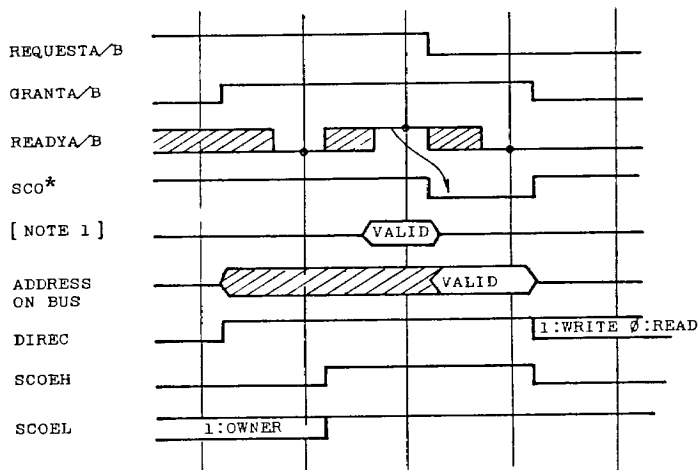 REQUESTA/B
GRANTA/B
READYA/B
SCO*
[NOTE 1]
VALID
ADDRESS
ON BUS
VALID
DIREC
1:WRITE Ø:READ
SCOEH
SCOEL
1:OWNER